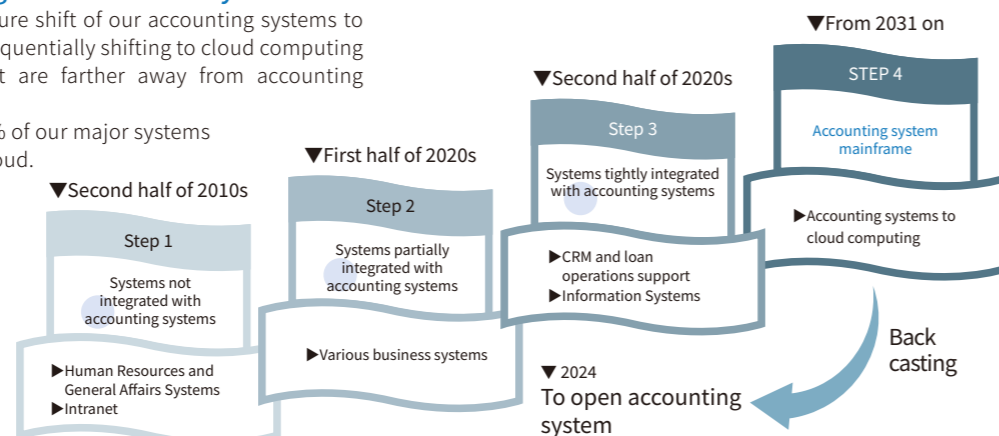 ure shift of our accounting systems to
quentially shifting to cloud computing
t are farther away from accounting
% of our major systems
oud.
▼Second half of 2010s
Step 1
Systems not
integrated with
accounting systems
▶Human Resources and
General Affairs Systems
▶Intranet
▼First half of 2020s
Step 2
Systems partially
integrated with
accounting systems
▶Various business systems
▼Second half of 2020s
Step 3
Systems tightly integrated
with accounting systems
▶CRM and loan
operations support
▶Information Systems
▼From 2031 on
STEP 4
Accounting system
mainframe
▶Accounting systems to
cloud computing
Back
casting
▼ 2024
To open accounting
system